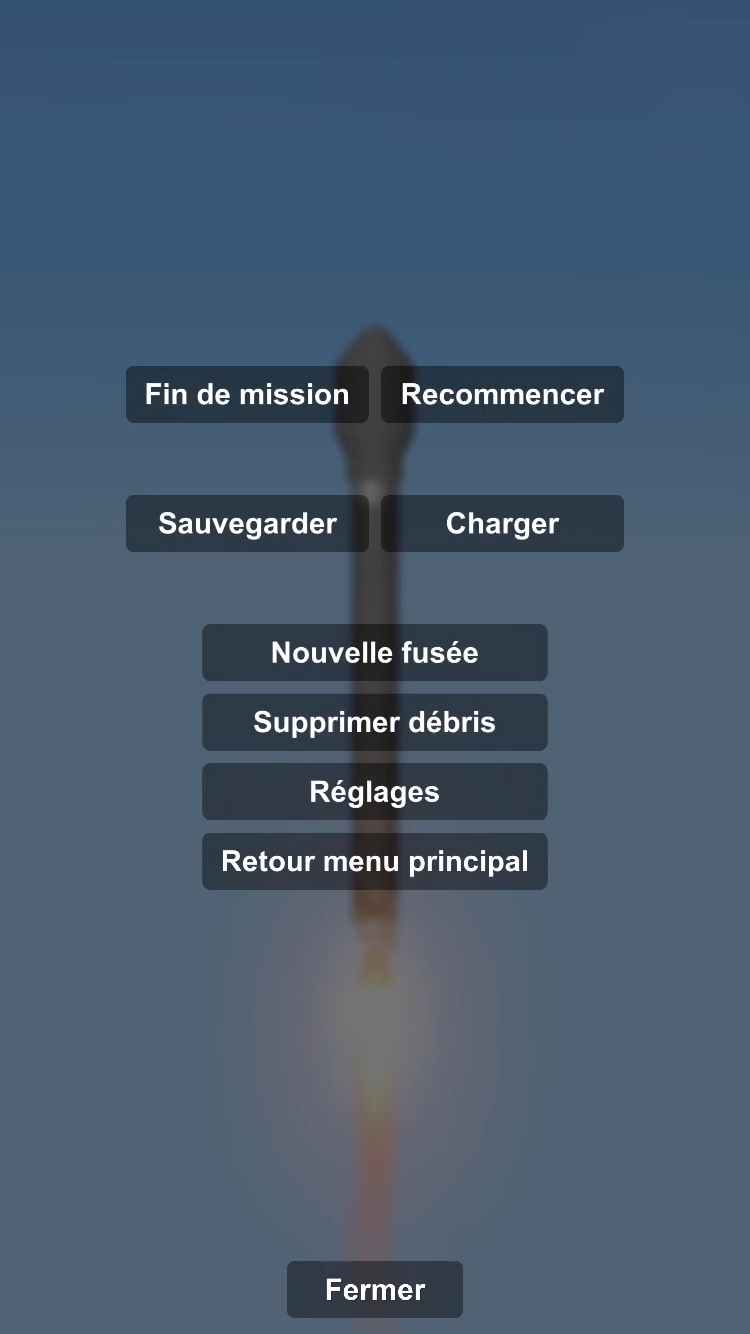 Fin de mission
Recommencer
Sauvegarder
Charger
Nouvelle fusée
Supprimer débris
Réglages
Retour menu principal
Fermer